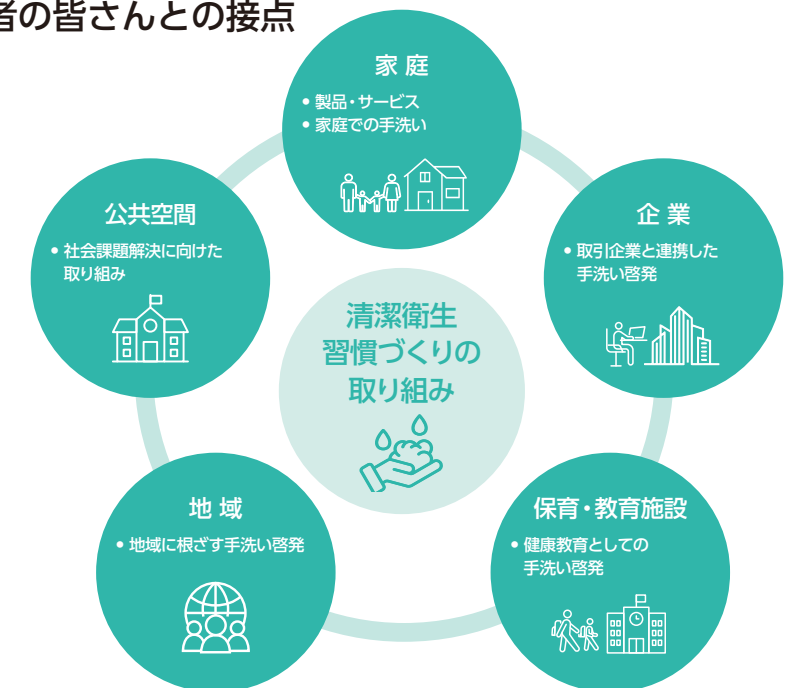 者の皆さんとの接点
家 庭
• 製品・サービス
• 家庭での手洗い
公共空間
• 社会課題解決に向けた
取り組み
企 業
• 取引企業と連携した
手洗い啓発
清潔衛生
習慣づくりの
取り組み
地 域
• 地域に根ざす手洗い啓発
保育・教育施設
• 健康教育としての
手洗い啓発